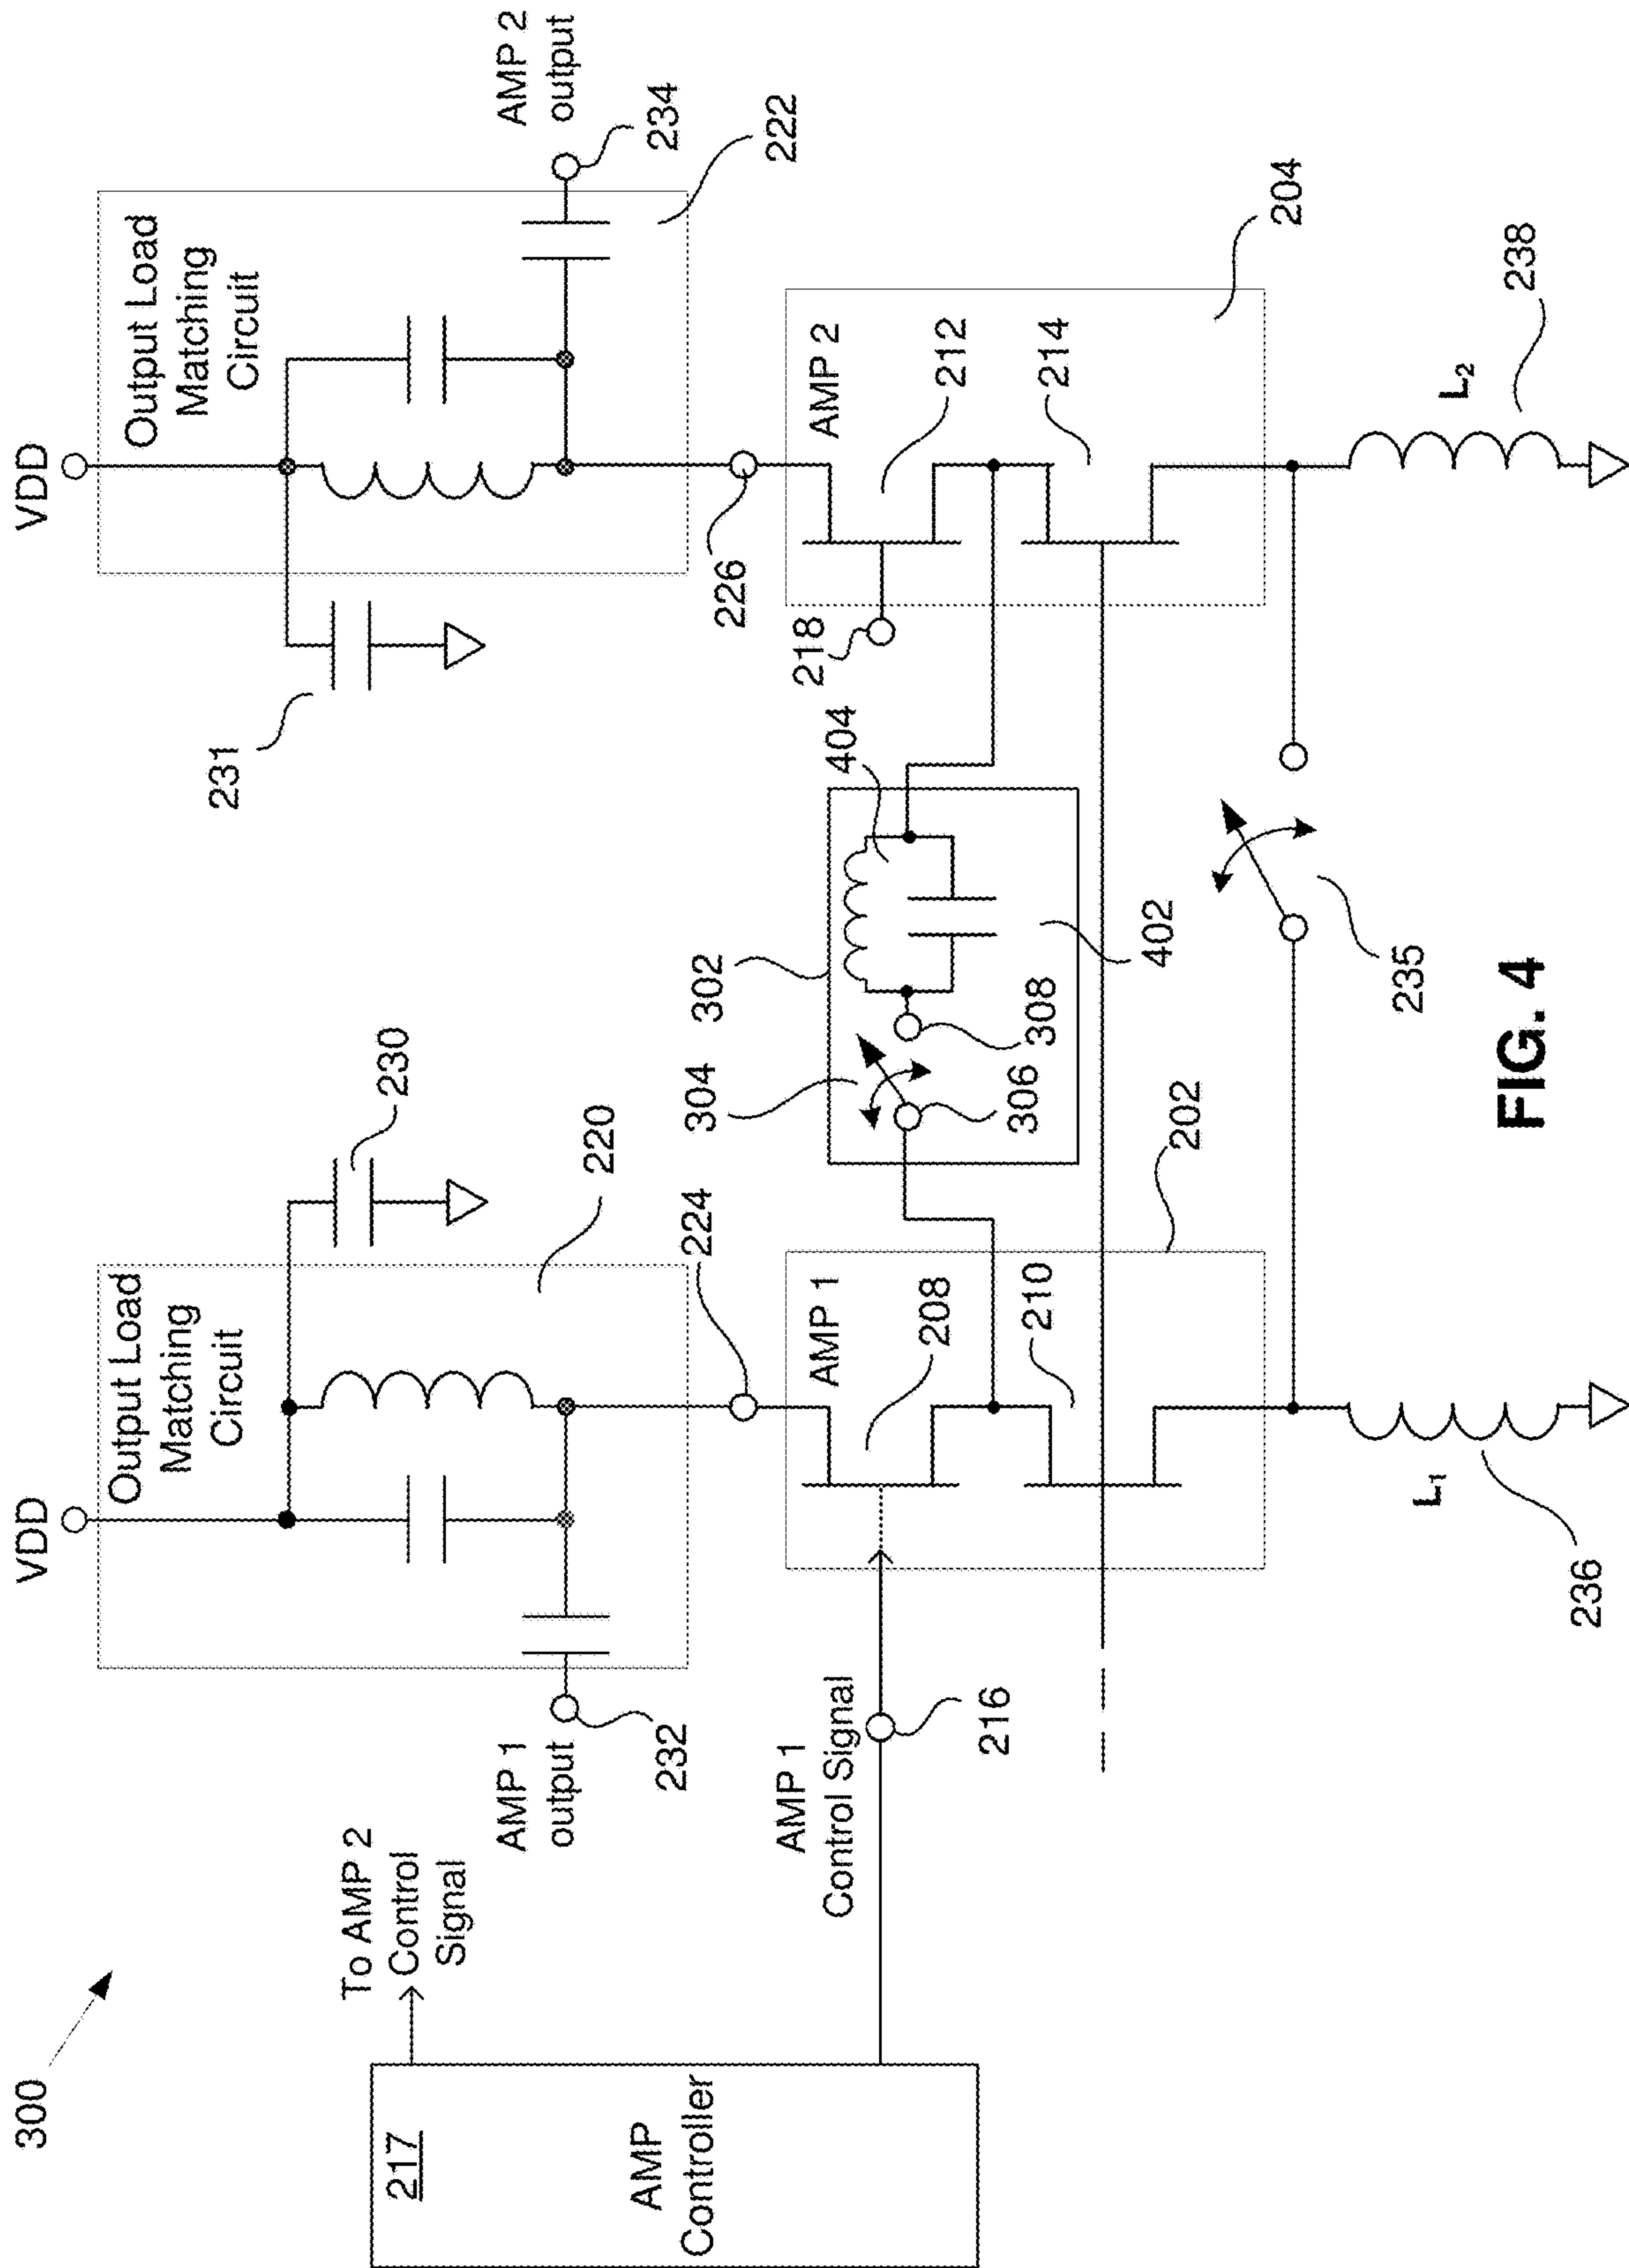 300
217
AMP
Controller
To AMP 2
Control
Signal
AMP 1
Control Signal
216
VDD
Output Load
Matching
Circuit
AMP 1
output
232
230
220
224
AMP 1
208
210
202
L1
236
302
304
306
308
404
402
235
VDD
Output Load
Matching
Circuit
231
AMP 2
output
234
222
226
218
AMP 2
212
214
204
L2
238
FIG. 4